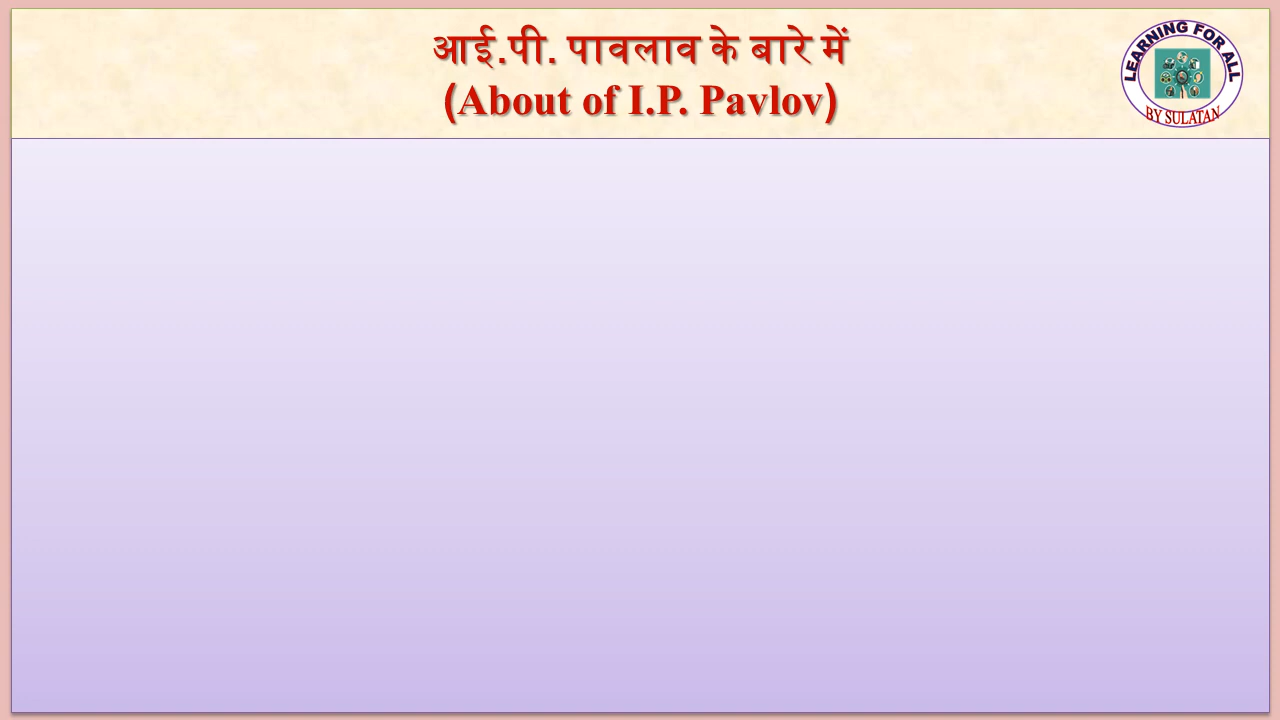 आई.पी. पावलाव के बारे में
(About of I.P. Pavlov)
LEARNING FOR ALL
BY SULATAN